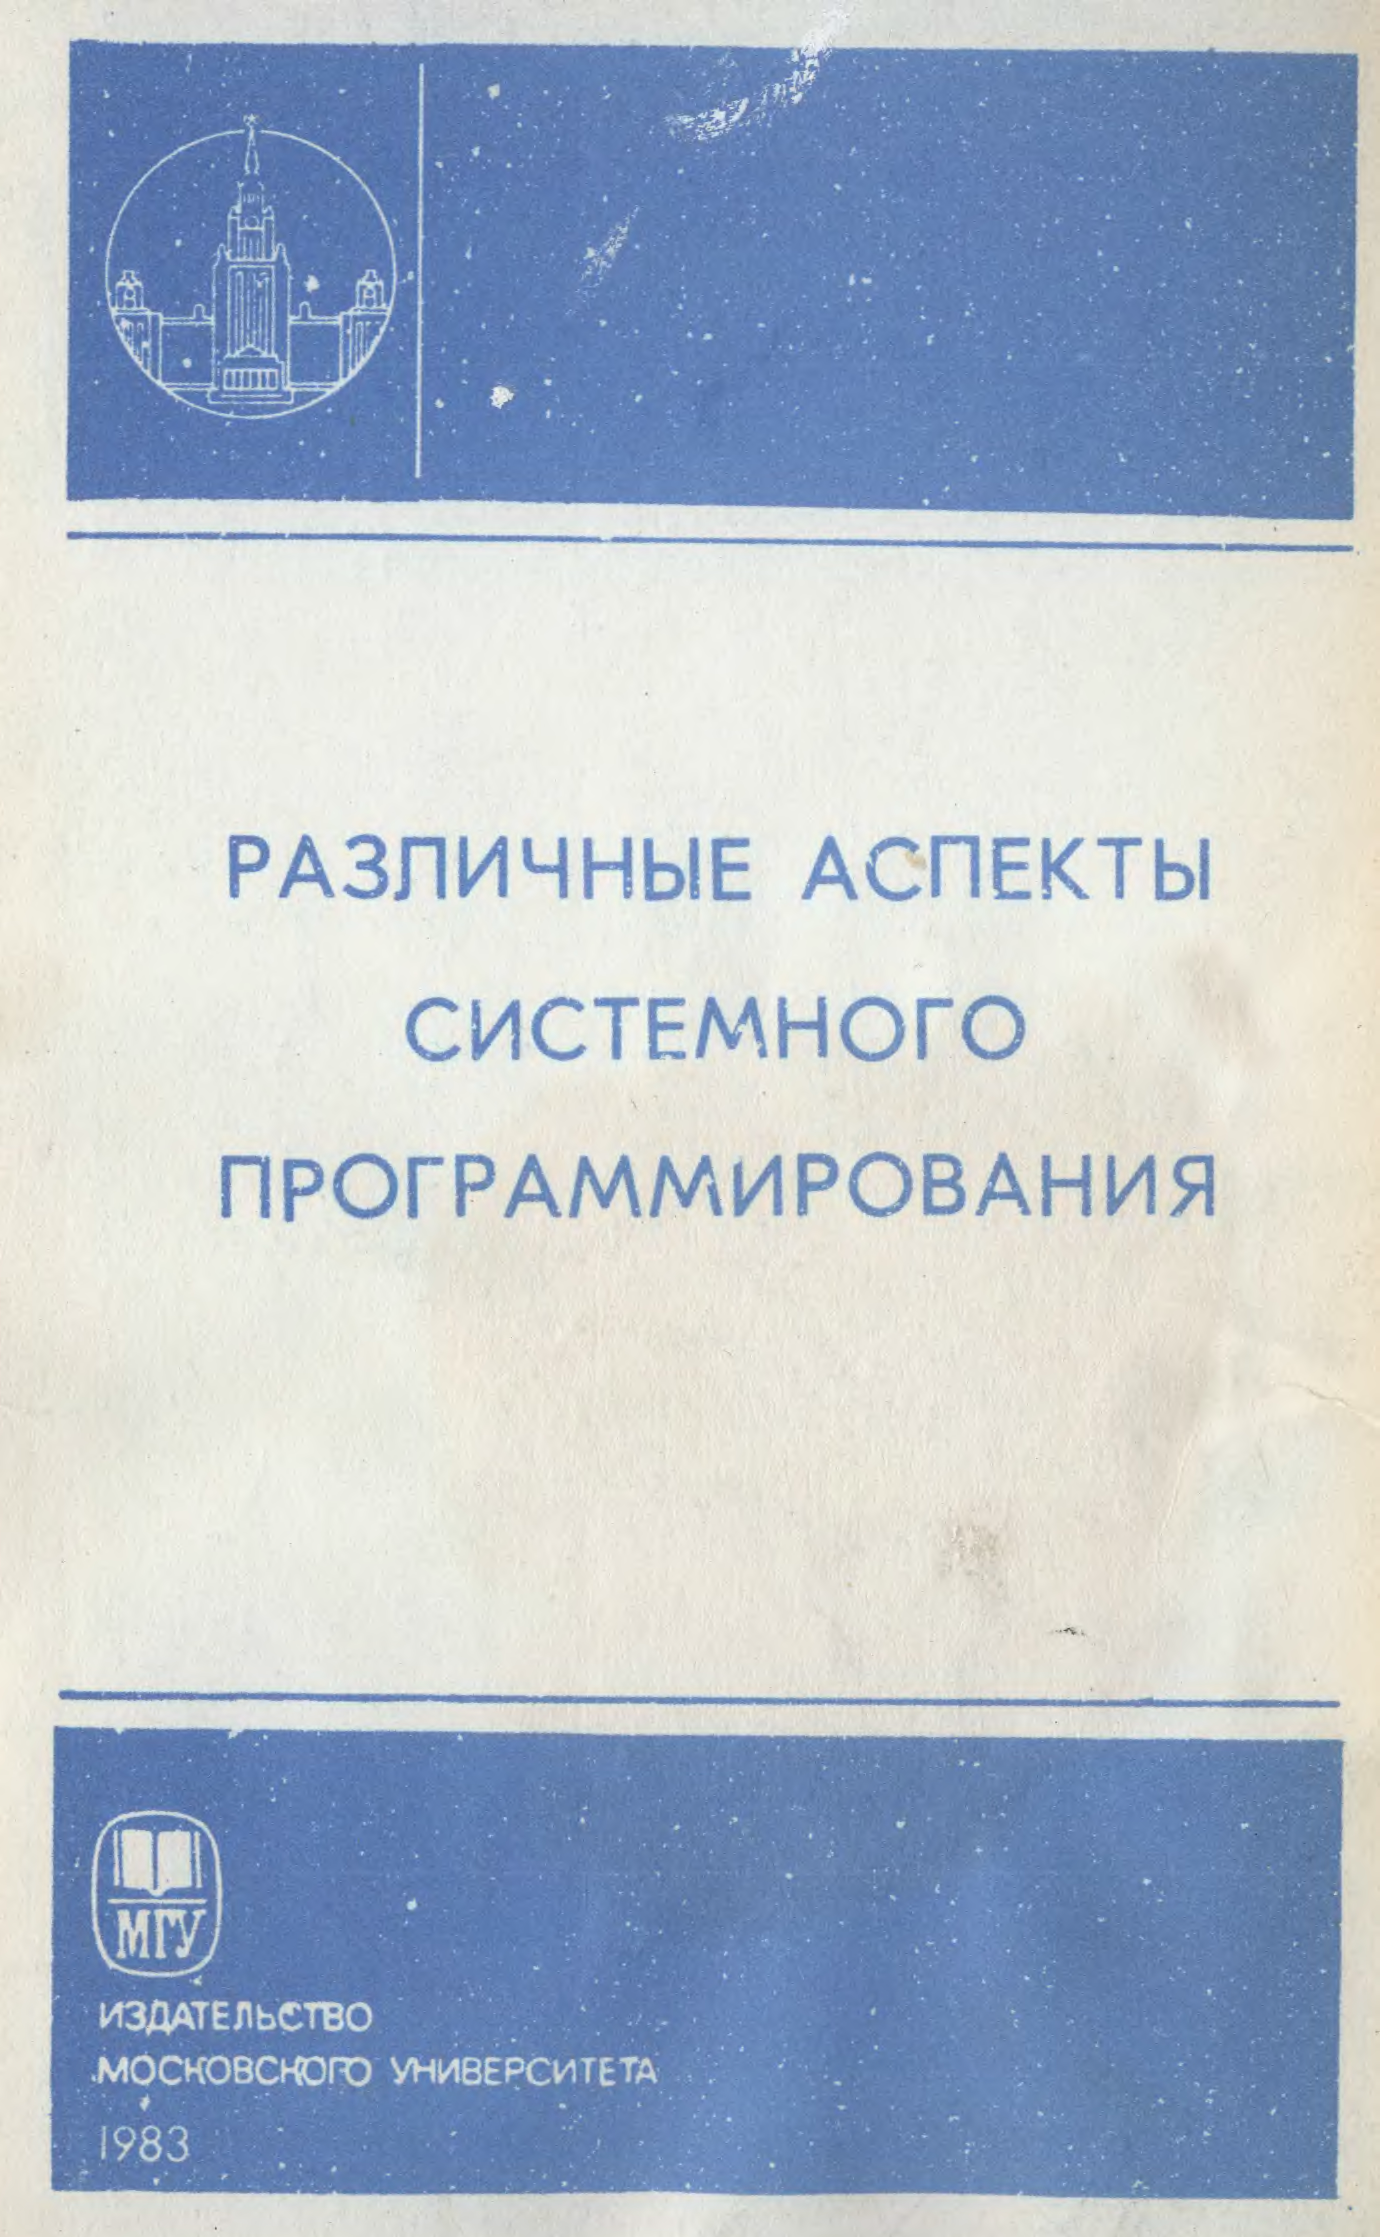 РАЗЛИЧНЫЕ АСПЕКТЫ
СИСТЕМНОГО
ПРОГРАММИРОВАНИЯ
МГУ
ИЗДАТЕЛЬСТВО
МОСКОВСКОГО УНИВЕРСИТЕТА
1983